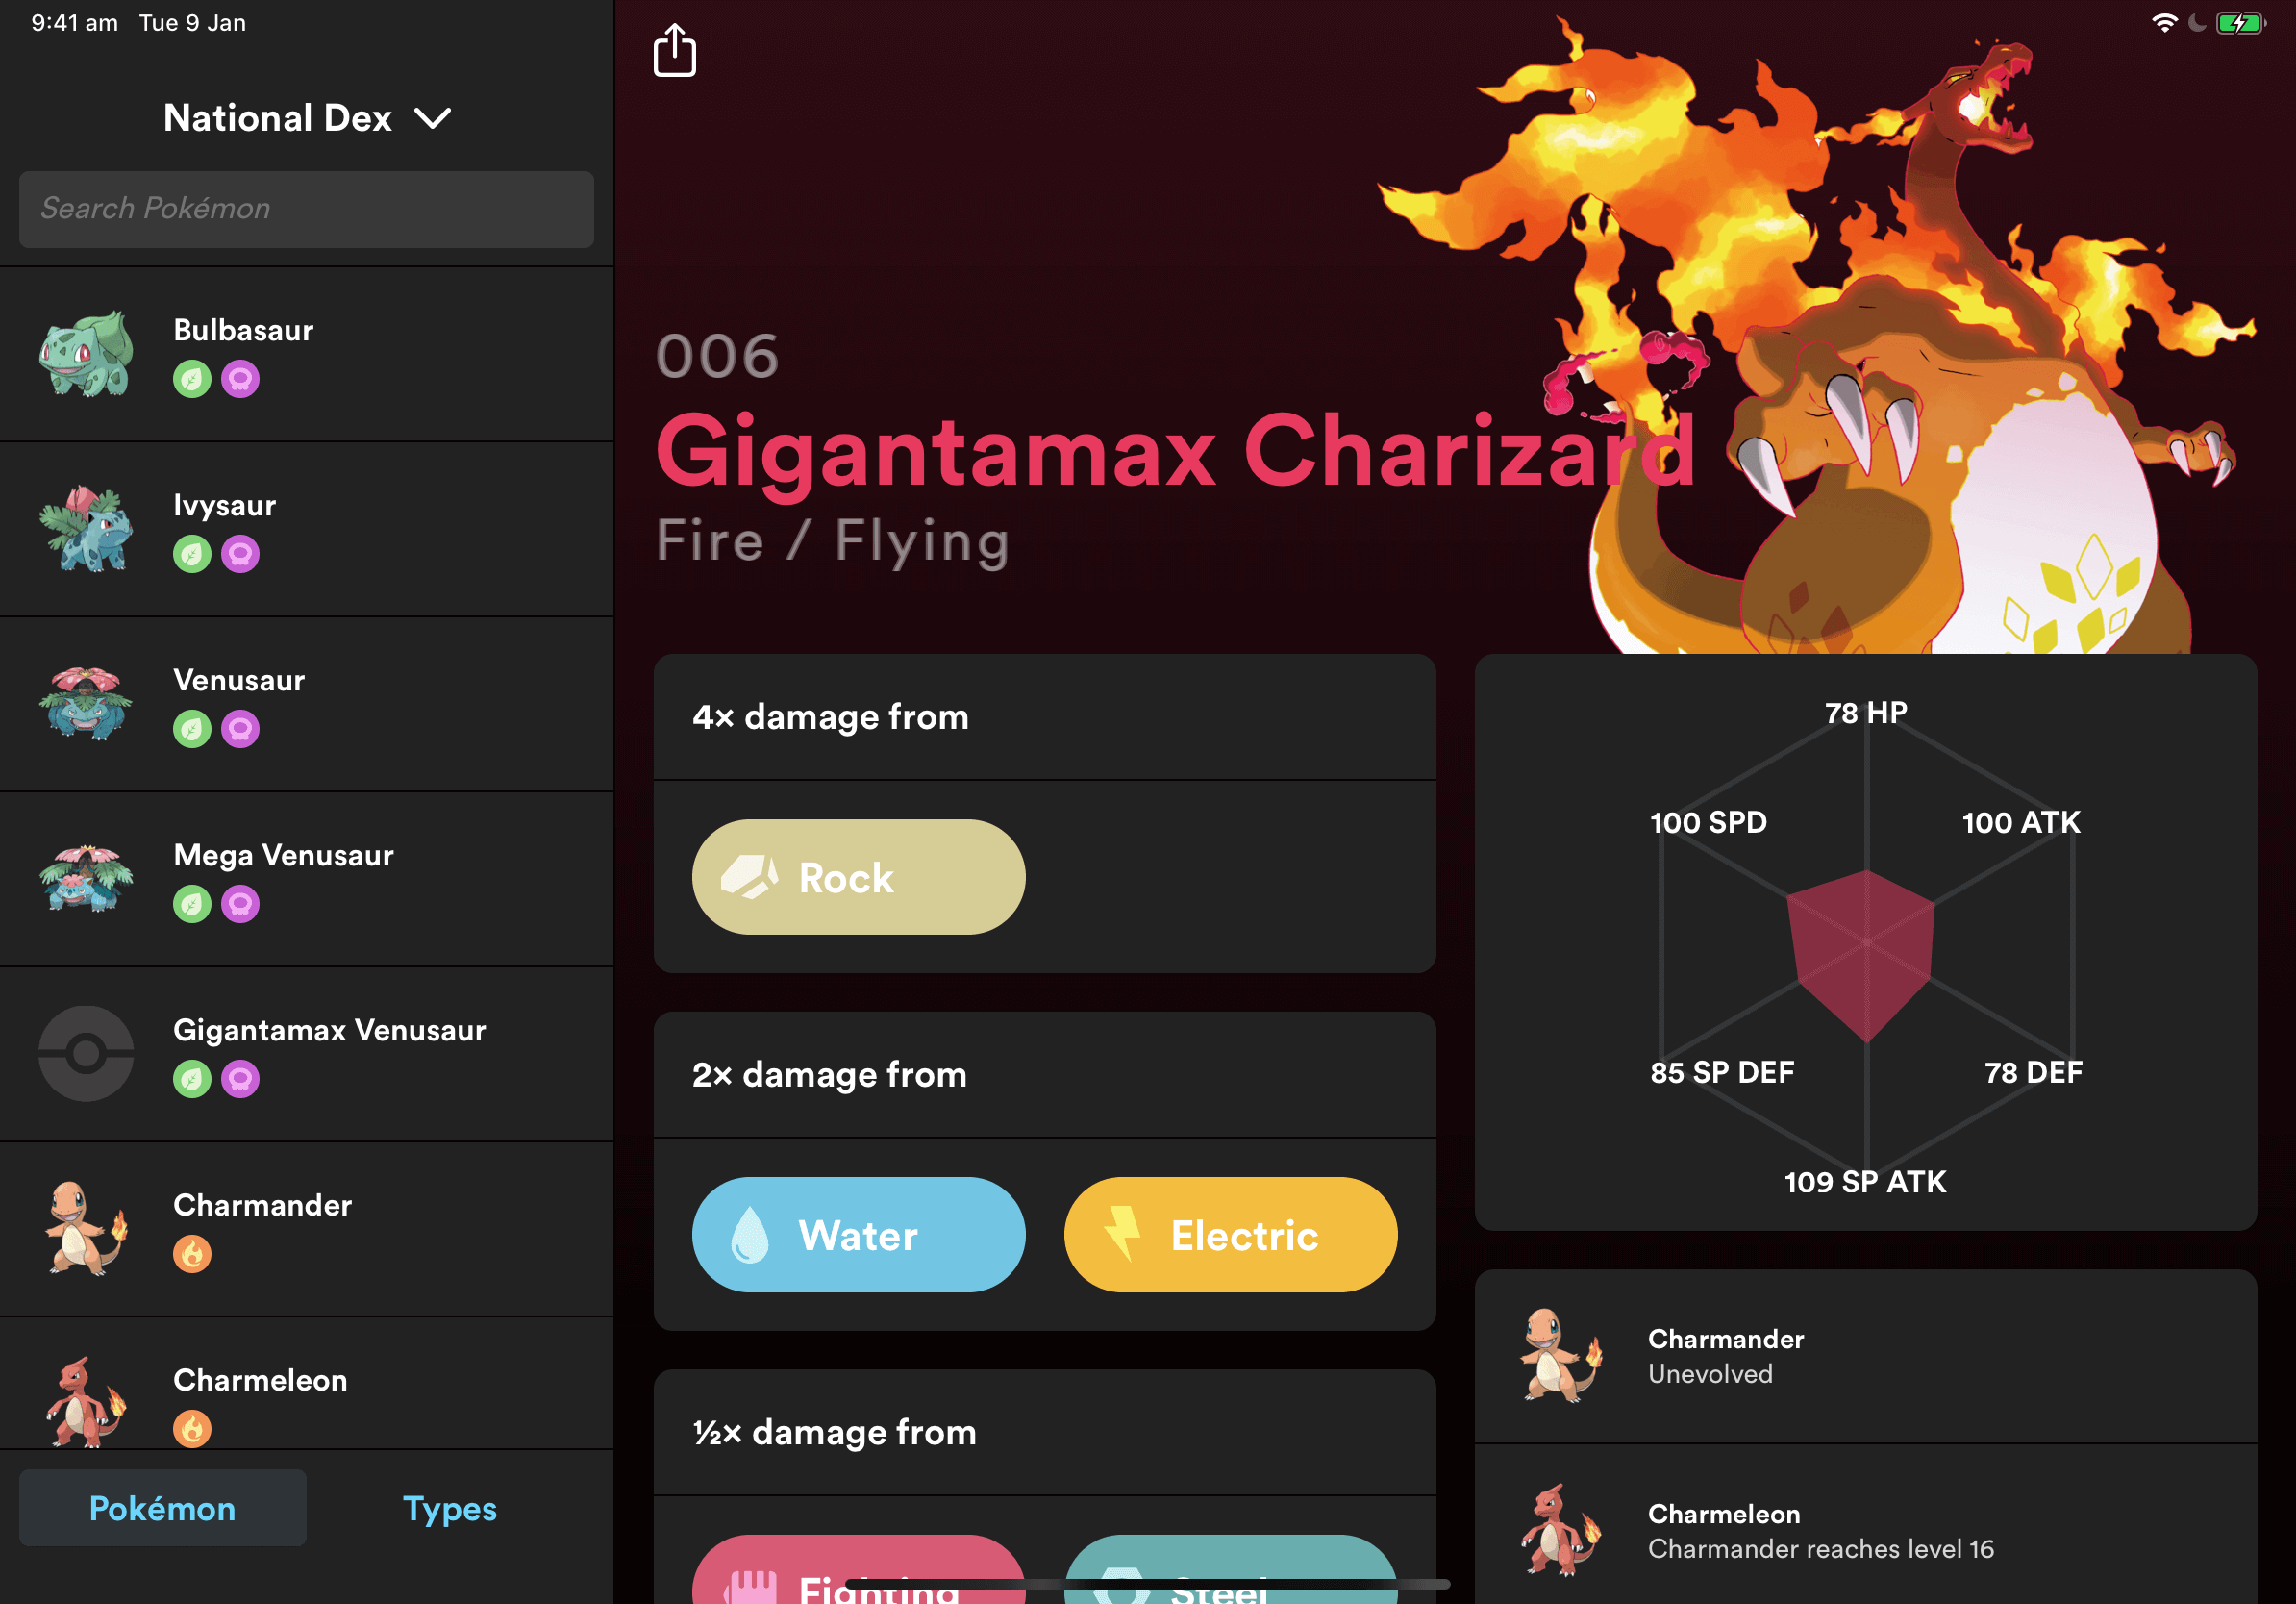 9:41 am Tue 9 Jan
National Dex
Search Pokémon
Bulbasaur
Ivysaur
Venusaur
Mega Venusaur
Gigantamax Venusaur
Charmander
Charmeleon
Pokémon Types
006
Gigantamax Charizard
Fire / Flying
4× damage from
Rock
2× damage from
Water Electric
½× damage from
Fighting Steel
78 HP
100 SPD 100 ATK
85 SP DEF 78 DEF
109 SP ATK
Charmander
Unevolved
Charmeleon
Charmander reaches level 16